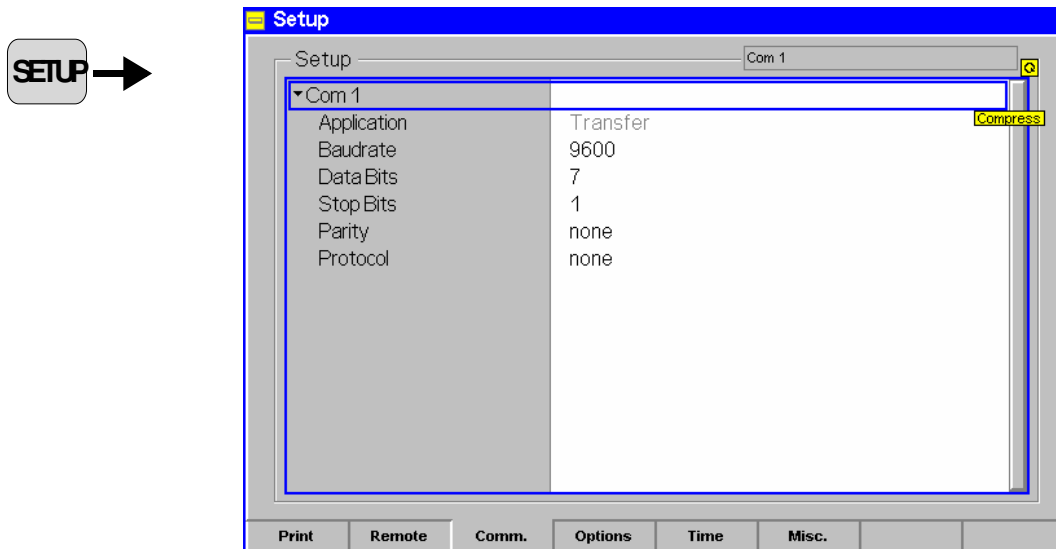 Setup
SETUP
Setup
Com 1
Com 1
Compress
Application Transfer
Baudrate 9600
Data Bits 7
Stop Bits 1
Parity none
Protocol none
Print Remote Comm. Options Time Misc.